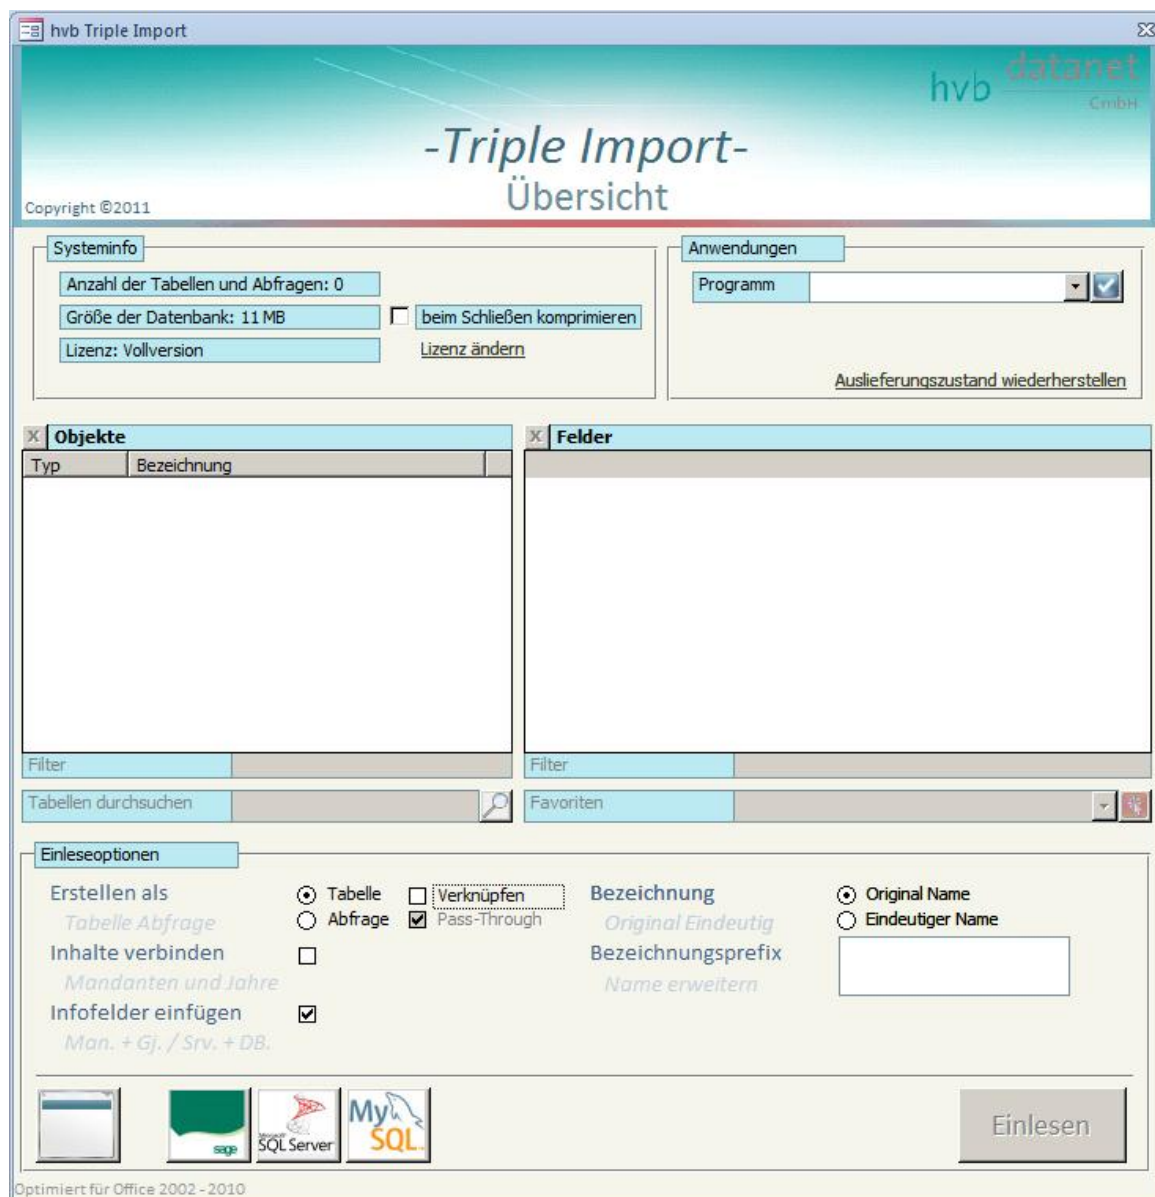 hvb Triple Import
hvb datanet
GmbH
-Triple Import-
Übersicht
Copyright ©2011
Systeminfo
Anwendungen
Anzahl der Tabellen und Abfragen: 0
Programm
Größe der Datenbank: 11 MB
beim Schließen komprimieren
Lizenz: Vollversion
Lizenz ändern
Auslieferungszustand wiederherstellen
X Objekte
X Felder
Typ Bezeichnung
Filter
Filter
Tabellen durchsuchen
Favoriten
Einleseoptionen
Erstellen als
Tabelle Verknüpfen
Bezeichnung
Original Name
Tabelle Abfrage
Abfrage Pass-Through
Original Eindeutig
Eindeutiger Name
Inhalte verbinden
Bezeichnungsprefix
Mandanten und Jahre
Name erweitern
Infofelder einfügen
Man. + Gj. / Srv. + DB.
sage
Microsoft
SQL Server
My
SQL
Einlesen
Optimiert für Office 2002 - 2010